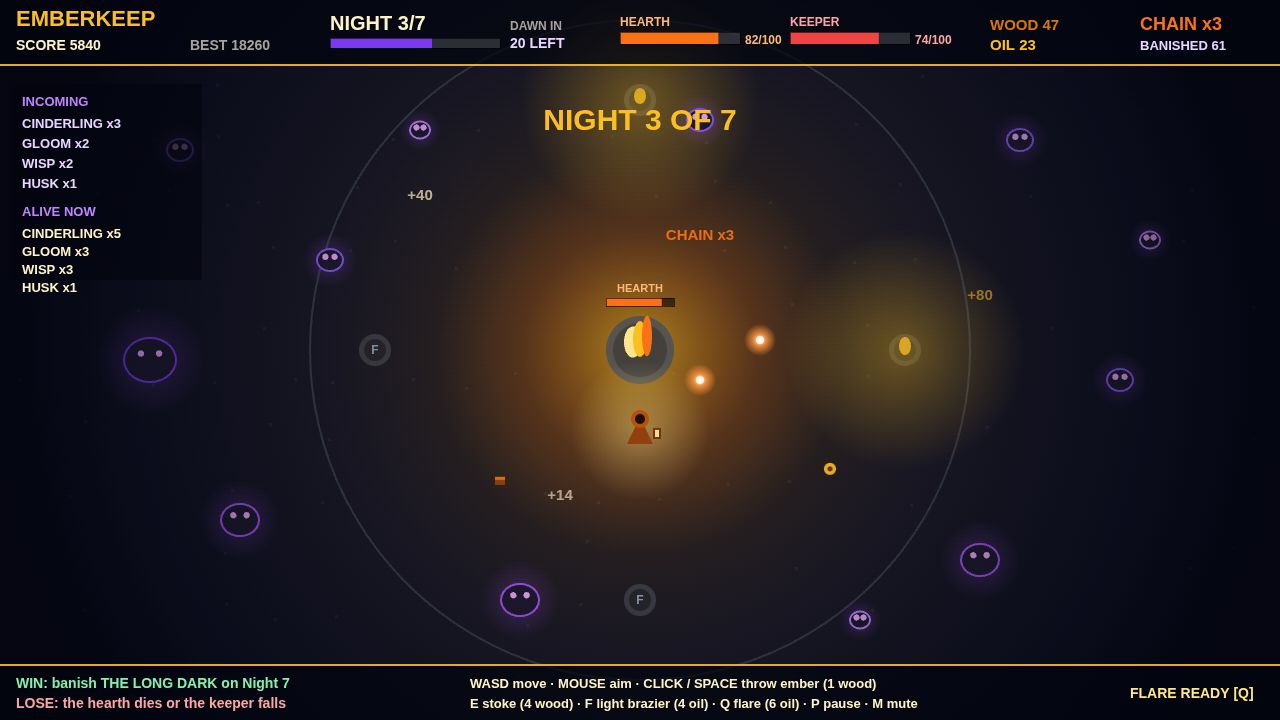 EMBERKEEP
SCORE 5840
BEST 18260
NIGHT 3/7
DAWN IN
20 LEFT
HEARTH
82/100
KEEPER
74/100
WOOD 47
OIL 23
CHAIN x3
BANISHED 61
INCOMING
CINDERLING x3
GLOOM x2
WISP x2
HUSK x1
ALIVE NOW
CINDERLING x5
GLOOM x3
WISP x3
HUSK x1
NIGHT 3 OF 7
+40
CHAIN x3
HEARTH
+80
F
+14
F
WIN: banish THE LONG DARK on Night 7
LOSE: the hearth dies or the keeper falls
WASD move · MOUSE aim · CLICK / SPACE throw ember (1 wood)
E stoke (4 wood) · F light brazier (4 oil) · Q flare (6 oil) · P pause · M mute
FLARE READY [Q]